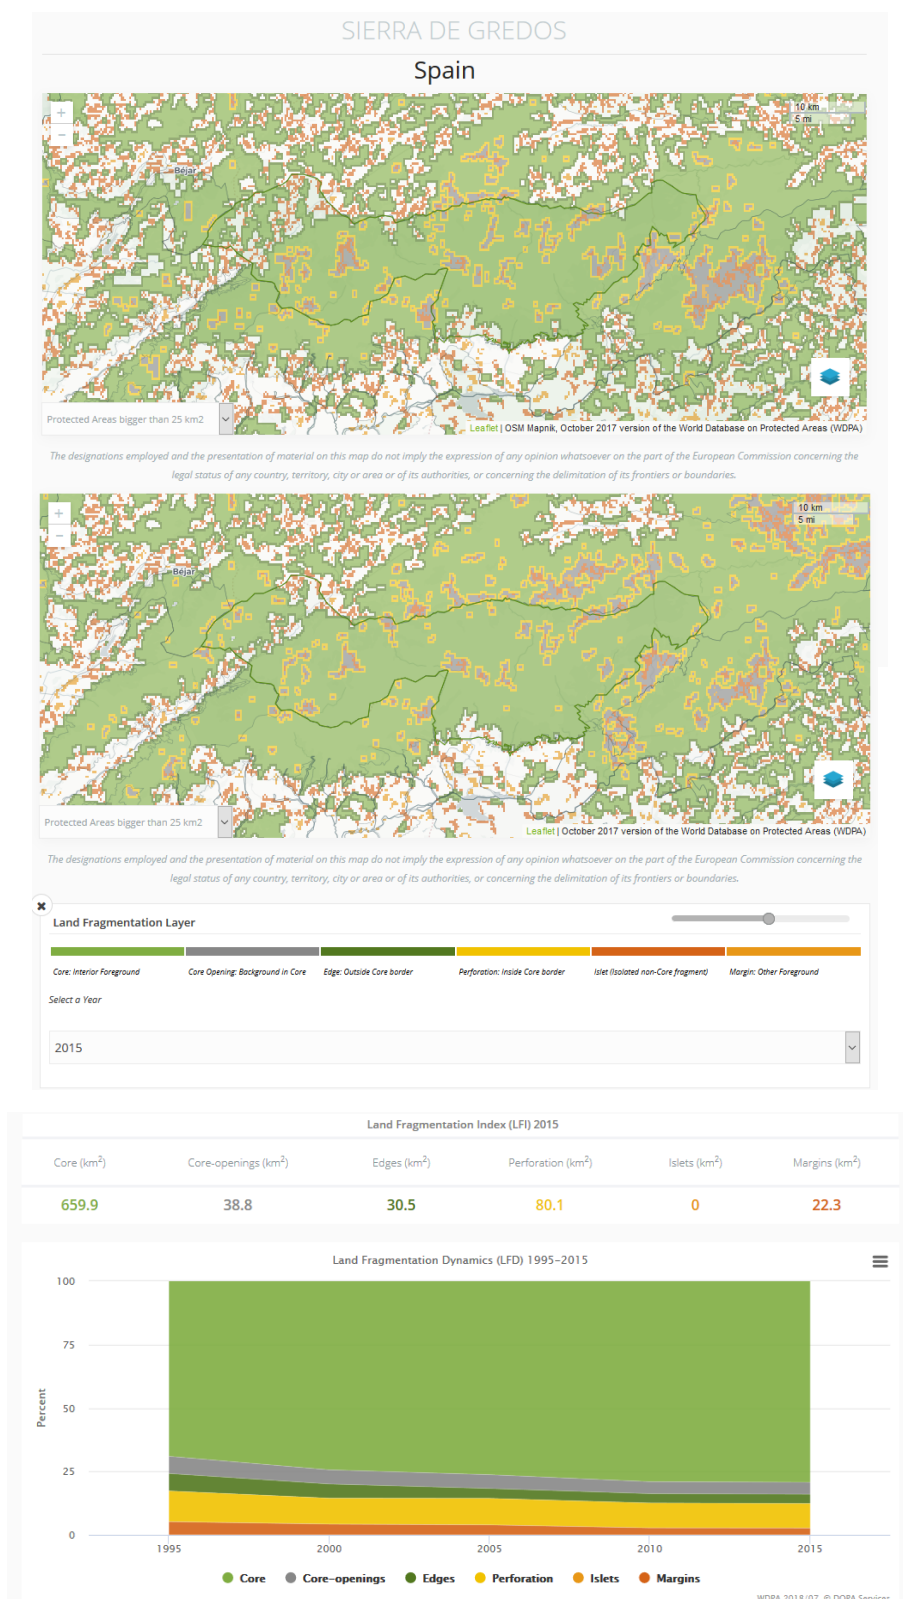 SIERRA DE GREDOS
Spain
+
10 km
−
5 mi
Béjar
Protected Areas bigger than 25 km2
Leaflet | OSM Mapnik, October 2017 version of the World Database on Protected Areas (WDPA)
The designations employed and the presentation of material on this map do not imply the expression of any opinion whatsoever on the part of the European Commission concerning the
legal status of any country, territory, city or area or of its authorities, or concerning the delimitation of its frontiers or boundaries.
+
10 km
−
5 mi
Béjar
Protected Areas bigger than 25 km2
Leaflet | October 2017 version of the World Database on Protected Areas (WDPA)
The designations employed and the presentation of material on this map do not imply the expression of any opinion whatsoever on the part of the European Commission concerning the
legal status of any country, territory, city or area or of its authorities, or concerning the delimitation of its frontiers or boundaries.
Land Fragmentation Layer
Core: Interior Foreground Core Opening: Background in Core Edge: Outside Core border Perforation: Inside Core border Islet (Isolated non-Core fragment) Margin: Other Foreground
Select a Year
2015
Land Fragmentation Index (LFI) 2015
Core (km²) Core-openings (km²) Edges (km²) Perforation (km²) Islets (km²) Margins (km²)
659.9 38.8 30.5 80.1 0 22.3
Land Fragmentation Dynamics (LFD) 1995-2015
100
75
50
25
0
Percent
1995 2000 2005 2010 2015
Core Core-openings Edges Perforation Islets Margins
WDPA 2018/07, © DOPA Services